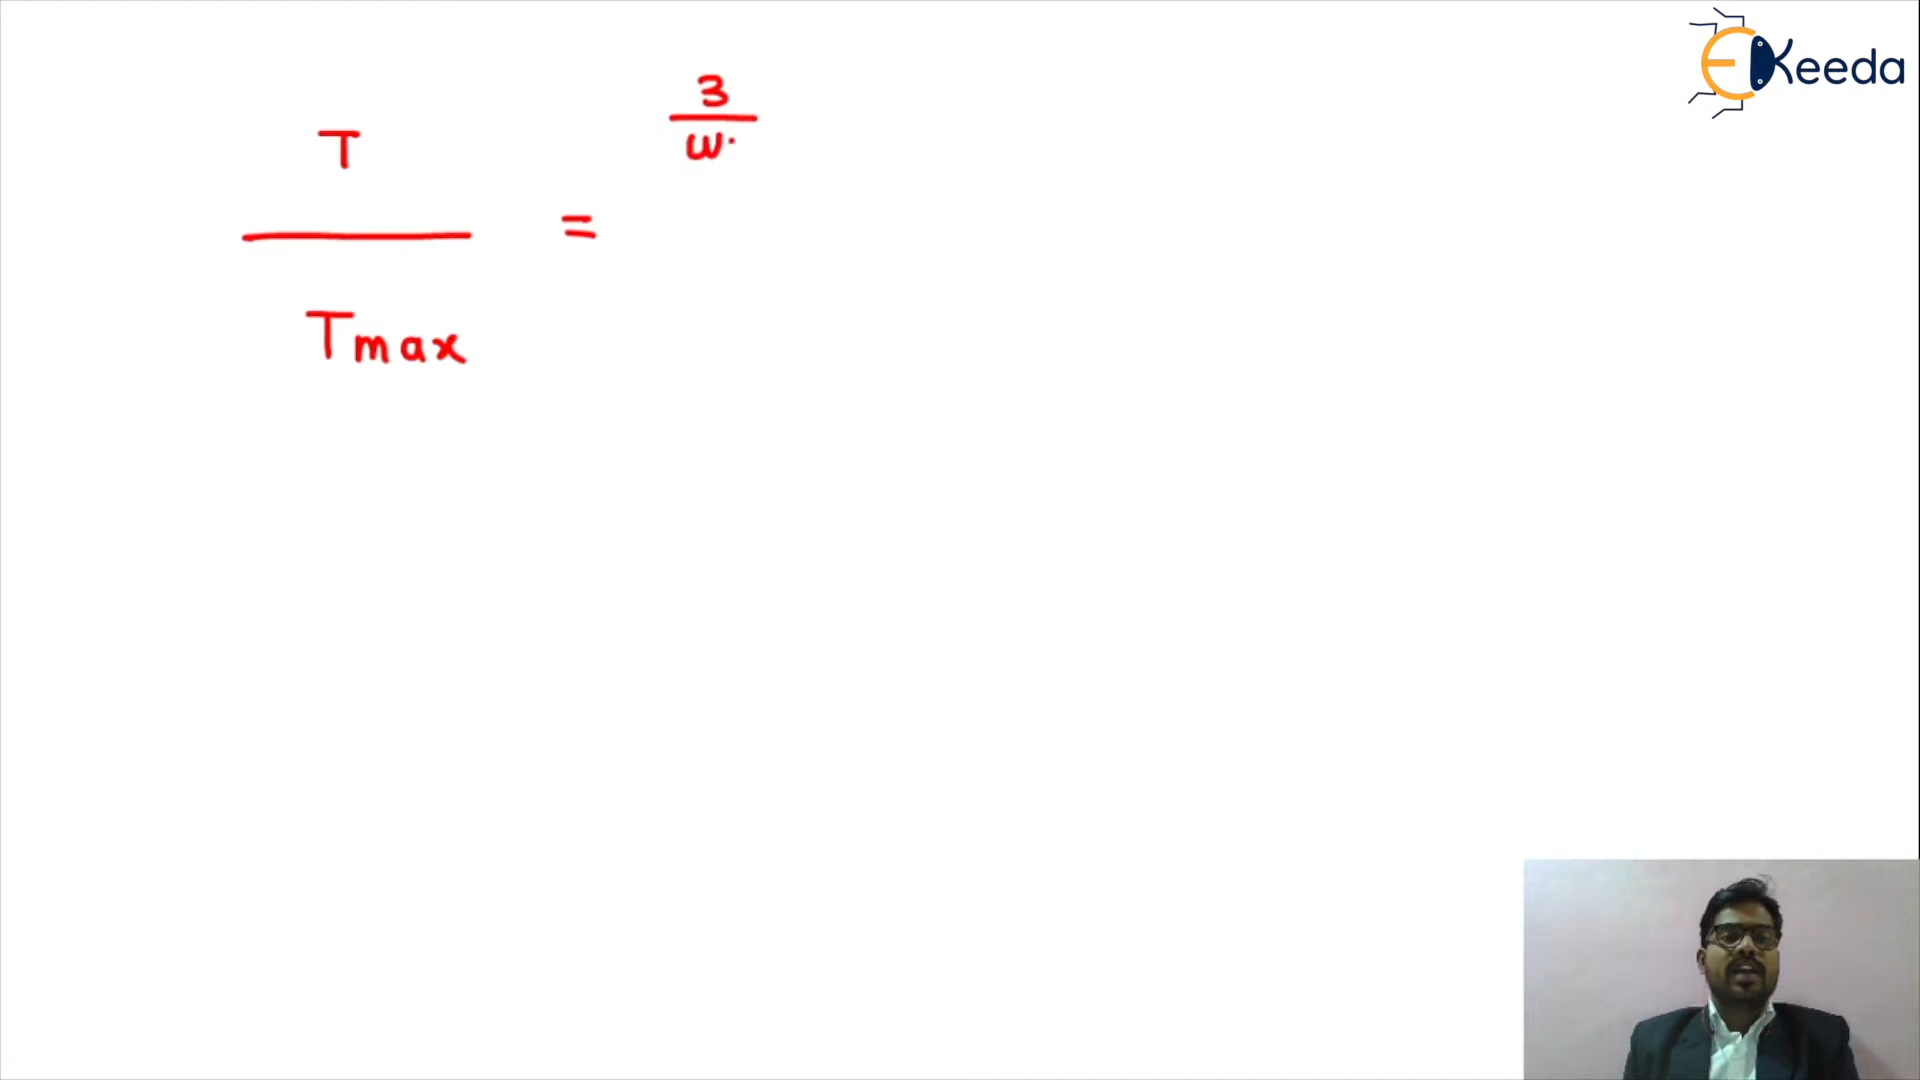 EKeeda
T / Tmax = 3 / ω.